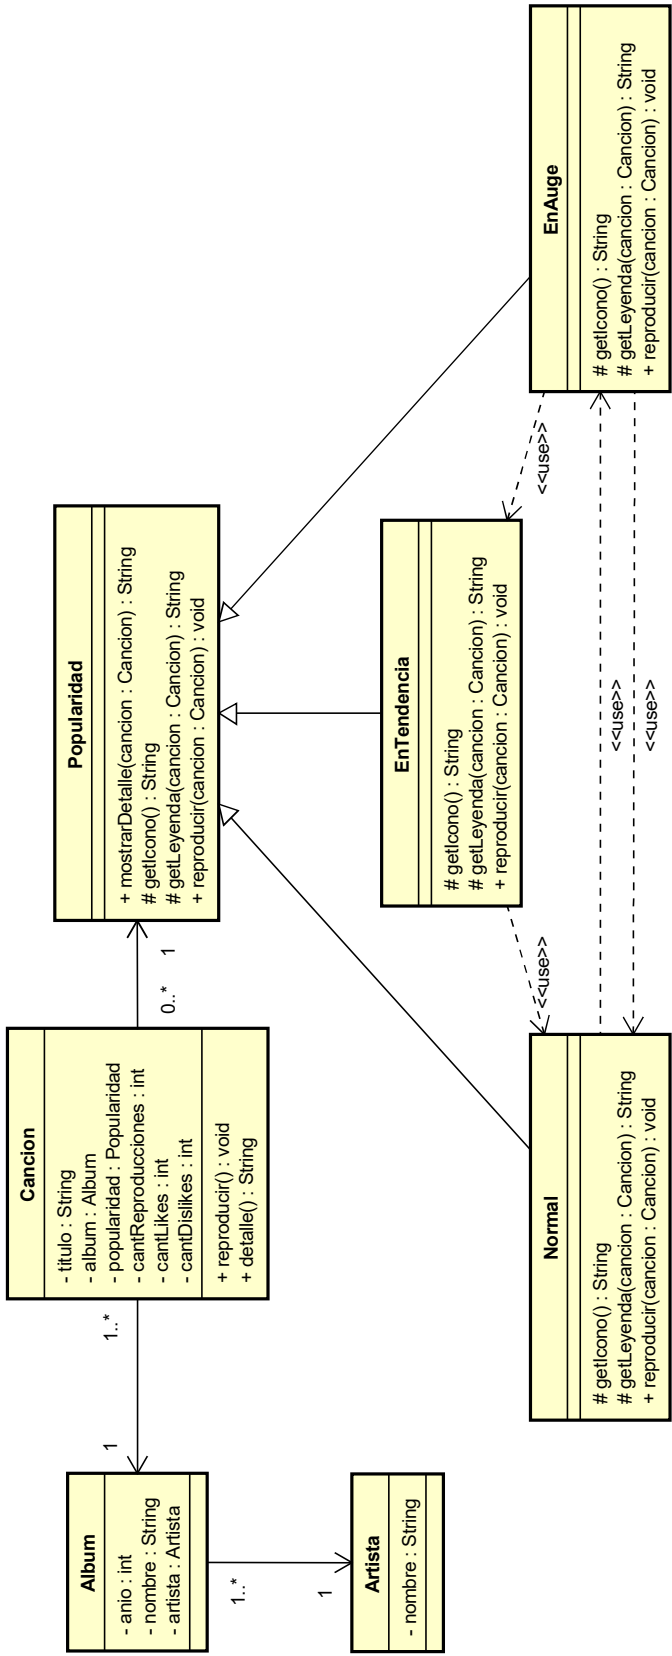 Album
- anio : int
- nombre : String
- artista : Artista
1..*
1
Artista
- nombre : String
1
1..*
Cancion
- titulo : String
- album : Album
- popularidad : Popularidad
- cantReproducciones : int
- cantLikes : int
- cantDislikes : int
+ reproducir() : void
+ detalle() : String
0..*
1
Popularidad
+ mostrarDetalle(cancion : Cancion) : String
# getIcono() : String
# getLeyenda(cancion : Cancion) : String
+ reproducir(cancion : Cancion) : void
Normal
# getIcono() : String
# getLeyenda(cancion : Cancion) : String
+ reproducir(cancion : Cancion) : void
<<use>>
EnTendencia
# getIcono() : String
# getLeyenda(cancion : Cancion) : String
+ reproducir(cancion : Cancion) : void
<<use>>
<<use>>
<<use>>
EnAuge
# getIcono() : String
# getLeyenda(cancion : Cancion) : String
+ reproducir(cancion : Cancion) : void